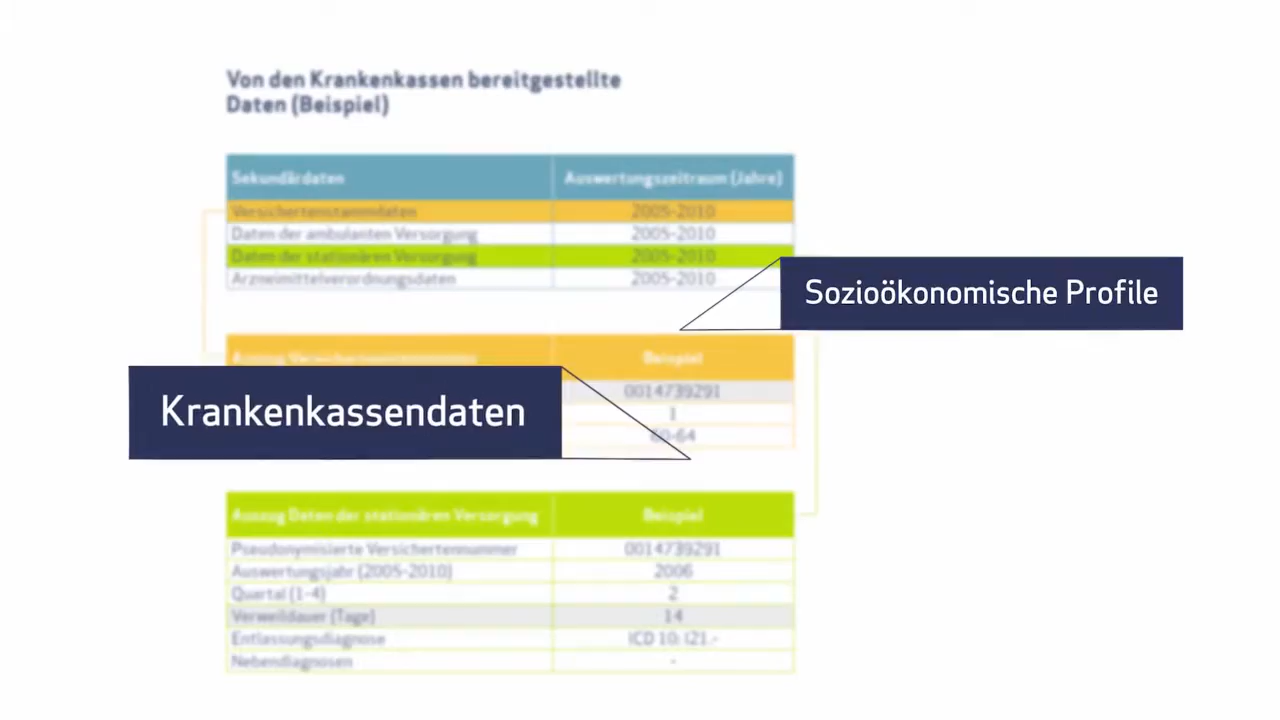 Von den Krankenkassen bereitgestellte
Daten (Beispiel)
Sekundärdaten Auswertungszeitraum (Jahre)
Versichertenstammdaten 2005-2010
Daten der ambulanten Versorgung 2005-2010
Daten der stationären Versorgung 2005-2010
Arzneimittelverordnungsdaten 2005-2010
Sozioökonomische Profile
Beispiel
0014739291
1
60-64
Krankenkassendaten
Auszug Daten der stationären Versorgung Beispiel
Pseudonymisierte Versichertennummer 0014739291
Auswertungsjahr (2005-2010) 2006
Quartal (1-4) 2
Verweildauer (Tage) 14
Entlassungsdiagnose ICD 10: I21.-
Nebendiagnosen -